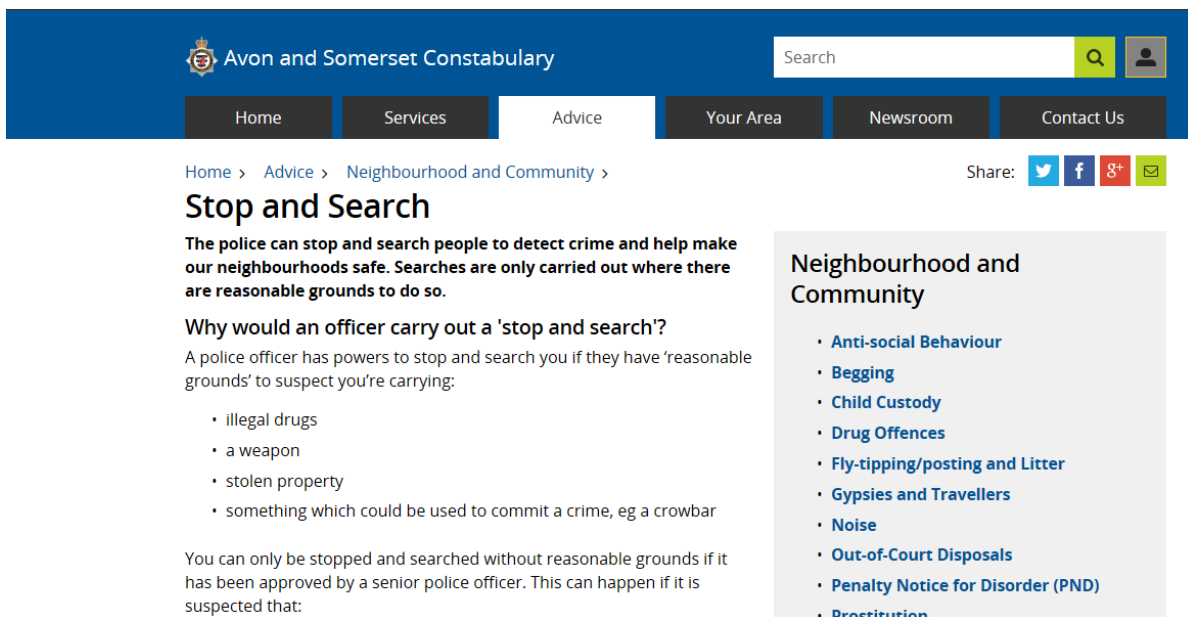 Avon and Somerset Constabulary
Search
Home
Services
Advice
Your Area
Newsroom
Contact Us
Home > Advice > Neighbourhood and Community >
Share:
Stop and Search
The police can stop and search people to detect crime and help make
our neighbourhoods safe. Searches are only carried out where there
are reasonable grounds to do so.
Why would an officer carry out a 'stop and search'?
A police officer has powers to stop and search you if they have ‘reasonable
grounds’ to suspect you’re carrying:
• illegal drugs
• a weapon
• stolen property
• something which could be used to commit a crime, eg a crowbar
You can only be stopped and searched without reasonable grounds if it
has been approved by a senior police officer. This can happen if it is
suspected that:
Neighbourhood and
Community
• Anti-social Behaviour
• Begging
• Child Custody
• Drug Offences
• Fly-tipping/posting and Litter
• Gypsies and Travellers
• Noise
• Out-of-Court Disposals
• Penalty Notice for Disorder (PND)
• Prostitution